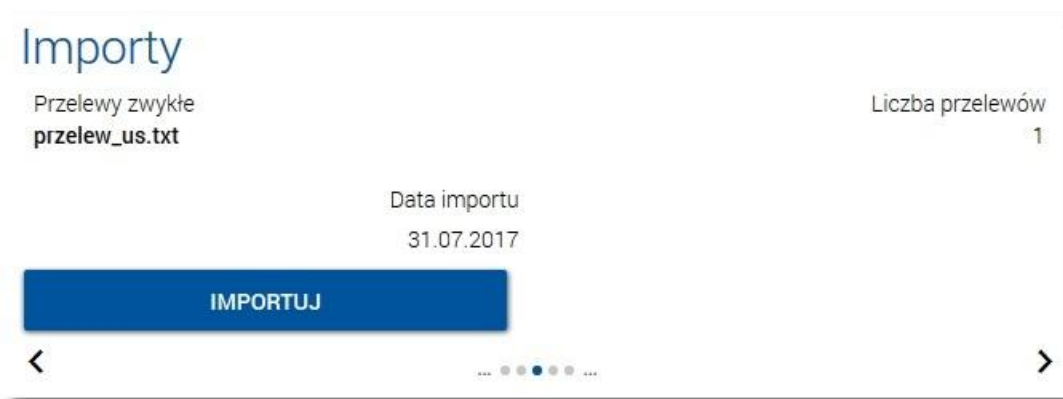 Importy
Przelewy zwykłe Liczba przelewów
przelew_us.txt 1
Data importu
31.07.2017
IMPORTUJ
... ...